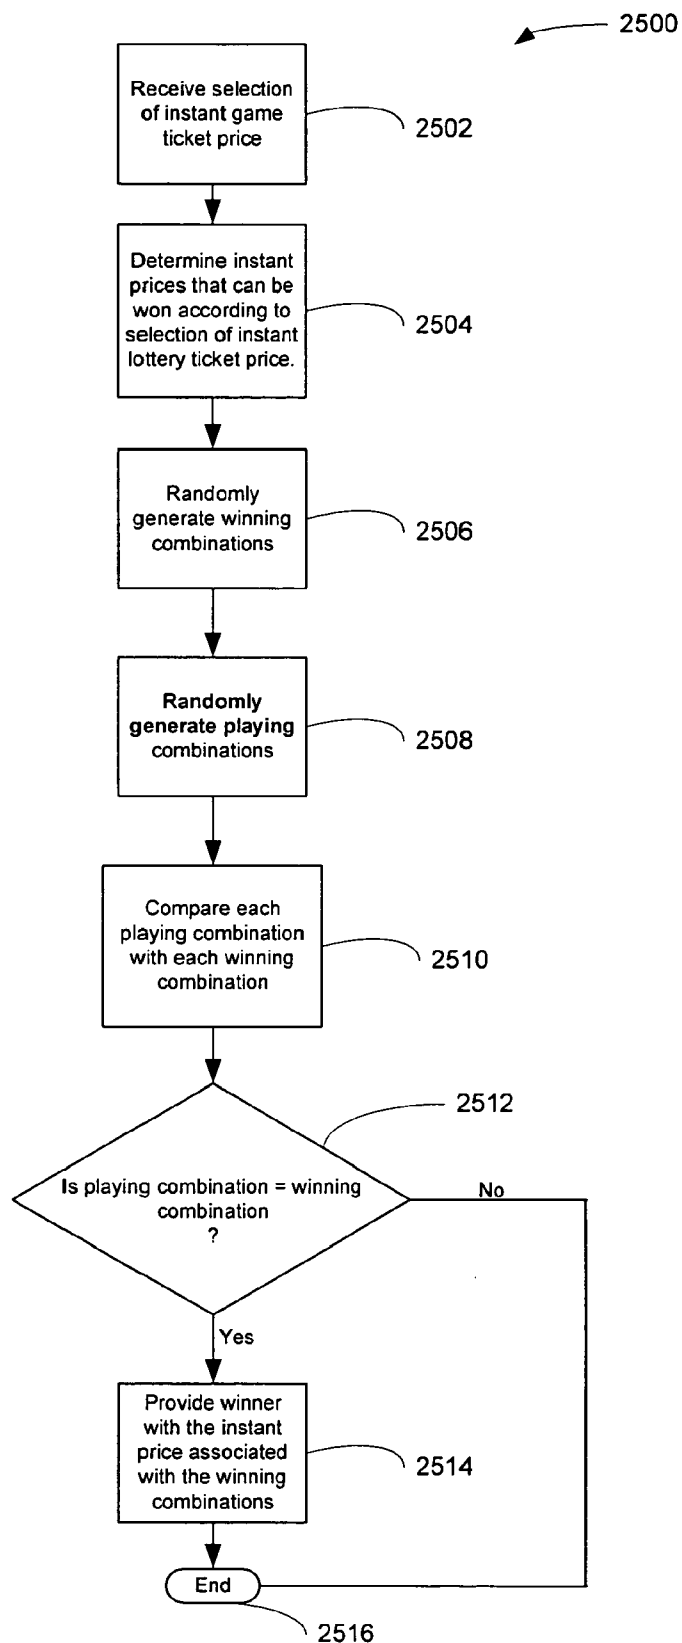 2500
Receive selection
of instant game
ticket price
2502
Determine instant
prices that can be
won according to
selection of instant
lottery ticket price.
2504
Randomly
generate winning
combinations
2506
Randomly
generate playing
combinations
2508
Compare each
playing combination
with each winning
combination
2510
2512
Is playing combination = winning
combination
?
No
Yes
Provide winner
with the instant
price associated
with the winning
combinations
2514
End
2516